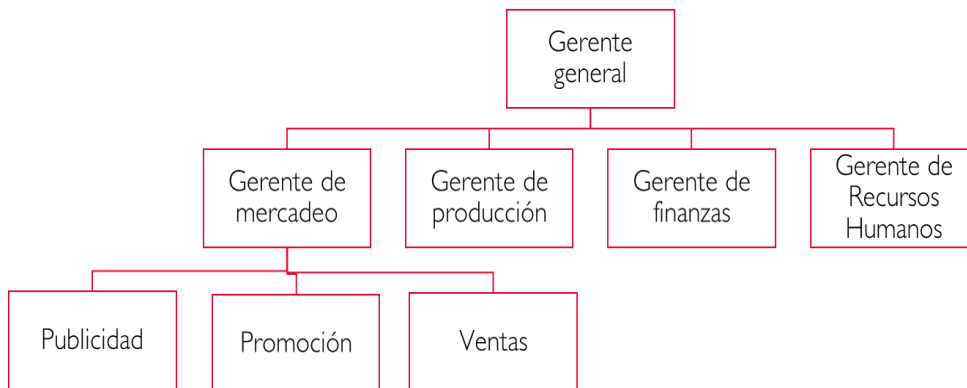 Gerente
general
Gerente de
mercadeo
Gerente de
producción
Gerente de
finanzas
Gerente de
Recursos
Humanos
Publicidad
Promoción
Ventas